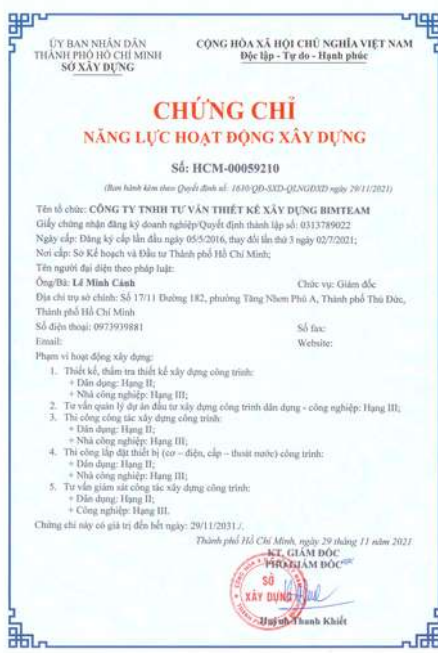 ỦY BAN NHÂN DÂN
THÀNH PHỐ HỒ CHÍ MINH
SỞ XÂY DỰNG
CỘNG HÒA XÃ HỘI CHỦ NGHĨA VIỆT NAM
Độc lập - Tự do - Hạnh phúc
CHỨNG CHỈ
NĂNG LỰC HOẠT ĐỘNG XÂY DỰNG
Số: HCM-00059210
(Ban hành kèm theo Quyết định số: 1630/QĐ-SXD-QLNGĐXD ngày 29/11/2021)
Tên tổ chức: CÔNG TY TNHH TƯ VẤN THIẾT KẾ XÂY DỰNG BIMTEAM
Giấy chứng nhận đăng ký doanh nghiệp/Quyết định thành lập số: 0313789022
Ngày cấp: Đăng ký cấp lần đầu ngày 05/5/2016, thay đổi lần thứ 3 ngày 02/7/2021;
Nơi cấp: Sở Kế hoạch và Đầu tư Thành phố Hồ Chí Minh;
Tên người đại diện theo pháp luật:
Ông/Bà: Lê Minh Cảnh Chức vụ: Giám đốc
Địa chỉ trụ sở chính: Số 17/11 Đường 182, phường Tăng Nhơn Phú A, Thành phố Thủ Đức,
Thành phố Hồ Chí Minh
Số điện thoại: 0973939881 Số fax:
Email: Website:
Phạm vi hoạt động xây dựng:
1. Thiết kế, thẩm tra thiết kế xây dựng công trình:
+ Dân dụng: Hạng II;
+ Nhà công nghiệp: Hạng III;
2. Tư vấn quản lý dự án đầu tư xây dựng công trình dân dụng - công nghiệp: Hạng III;
3. Thi công công tác xây dựng công trình:
+ Dân dụng: Hạng II;
+ Nhà công nghiệp: Hạng III;
4. Thi công lắp đặt thiết bị (cơ – điện, cấp – thoát nước) công trình:
+ Dân dụng: Hạng II;
+ Nhà công nghiệp: Hạng III;
5. Tư vấn giám sát công tác xây dựng công trình:
+ Dân dụng: Hạng II;
+ Công nghiệp: Hạng III.
Chứng chỉ này có giá trị đến hết ngày: 29/11/2031./.
Thành phố Hồ Chí Minh, ngày 29 tháng 11 năm 2021
KT. GIÁM ĐỐC
PHÓ GIÁM ĐỐC
SỞ
XÂY DỰNG
Huỳnh Thanh Khiết